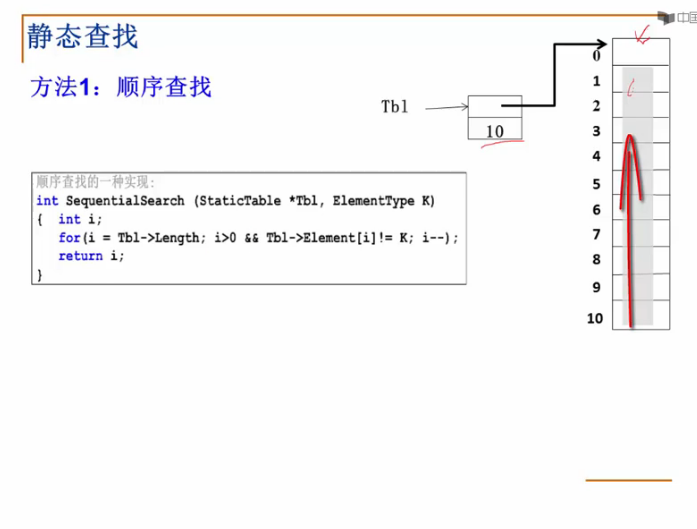 中国
静态查找
方法1：顺序查找
Tbl
10
顺序查找的一种实现:
int SequentialSearch (StaticTable *Tbl, ElementType K)
{ int i;
for(i = Tbl->Length; i>0 && Tbl->Element[i]!= K; i--);
return i;
}
0
1
2
3
4
5
6
7
8
9
10